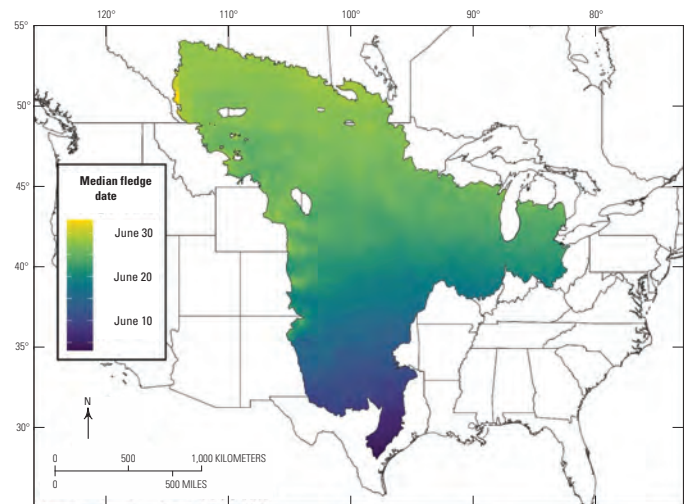 120° 110° 100° 90° 80°
55°
50°
45°
40°
35°
30°
Median fledge
date
June 30
June 20
June 10
N
0 500 1,000 KILOMETERS
0 500 MILES